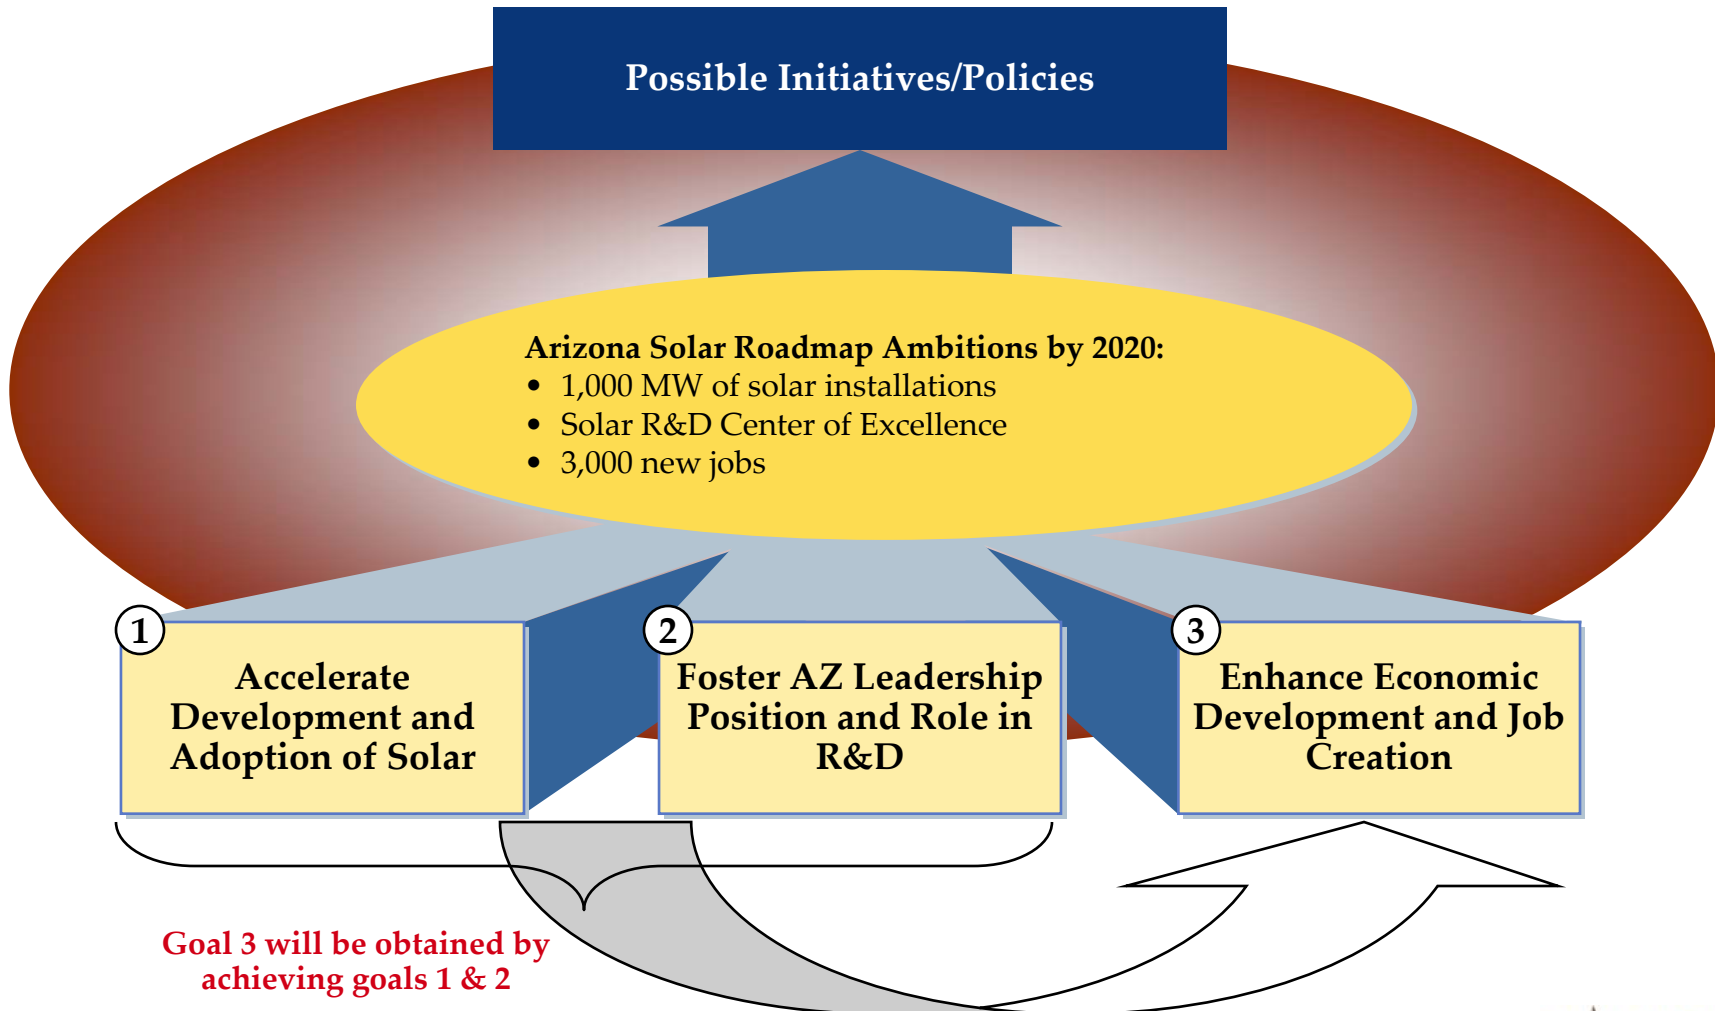 Possible Initiatives/Policies
Arizona Solar Roadmap Ambitions by 2020:
• 1,000 MW of solar installations
• Solar R&D Center of Excellence
• 3,000 new jobs
1
Accelerate
Development and
Adoption of Solar
2
Foster AZ Leadership
Position and Role in
R&D
3
Enhance Economic
Development and Job
Creation
Goal 3 will be obtained by
achieving goals 1 & 2